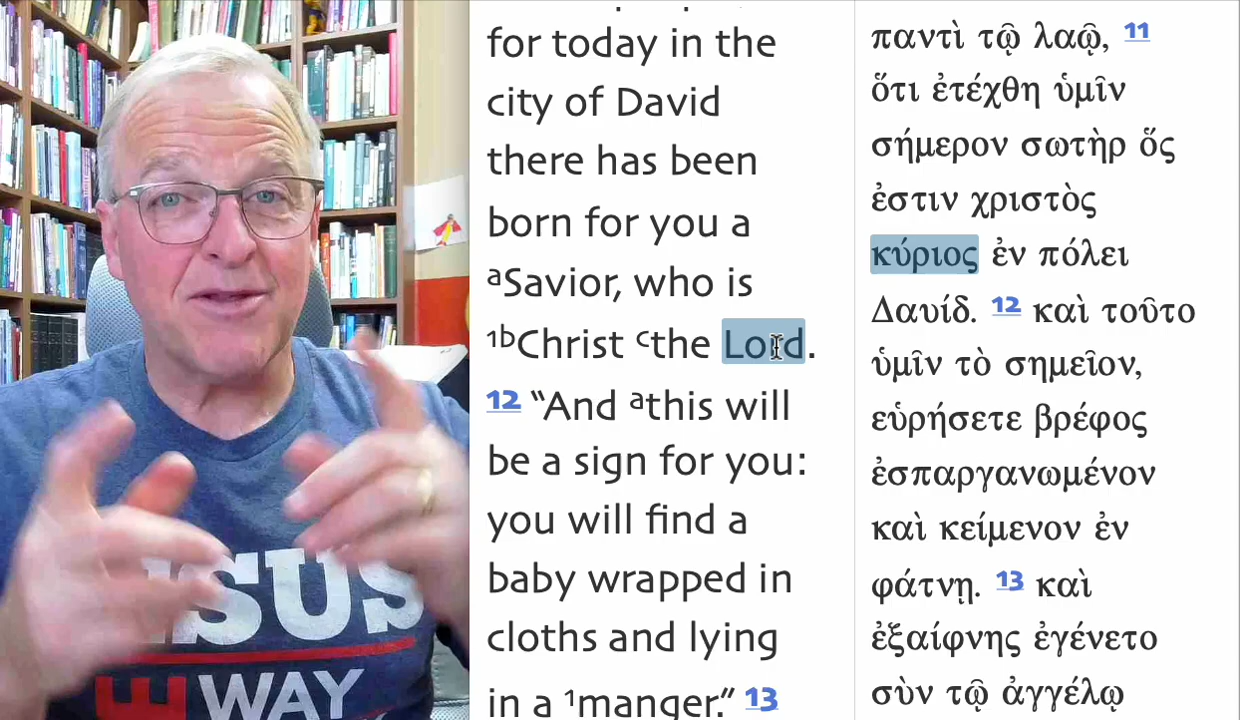 for today in the
city of David
there has been
born for you a
ᵃSavior, who is
¹ᵇChrist ᶜthe Lord.
12 “And ᵃthis will
be a sign for you:
you will find a
baby wrapped in
cloths and lying
in a ¹manger.” 13
παντὶ τῷ λαῷ, 11
ὅτι ἐτέχθη ὑμῖν
σήμερον σωτὴρ ὅς
ἐστιν χριστὸς
κύριος ἐν πόλει
Δαυίδ. 12 καὶ τοῦτο
ὑμῖν τὸ σημεῖον,
εὑρήσετε βρέφος
ἐσπαργανωμένον
καὶ κείμενον ἐν
φάτνῃ. 13 καὶ
ἐξαίφνης ἐγένετο
σὺν τῷ ἀγγέλῳ
WAY